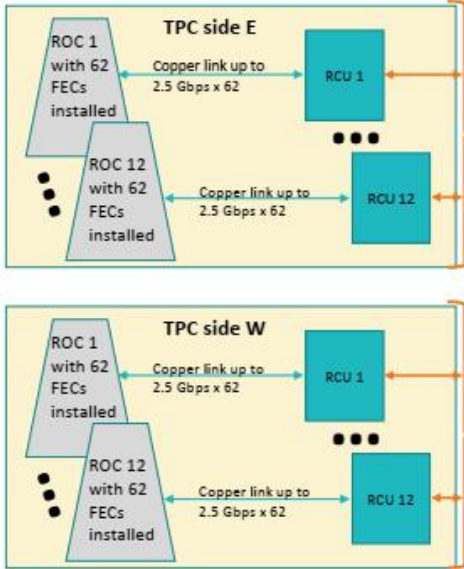 TPC side E
ROC 1
with 62
FECs
installed
Copper link up to
2.5 Gbps x 62
RCU 1
ROC 12
with 62
FECs
installed
Copper link up to
2.5 Gbps x 62
RCU 12
TPC side W
ROC 1
with 62
FECs
installed
Copper link up to
2.5 Gbps x 62
RCU 1
ROC 12
with 62
FECs
installed
Copper link up to
2.5 Gbps x 62
RCU 12